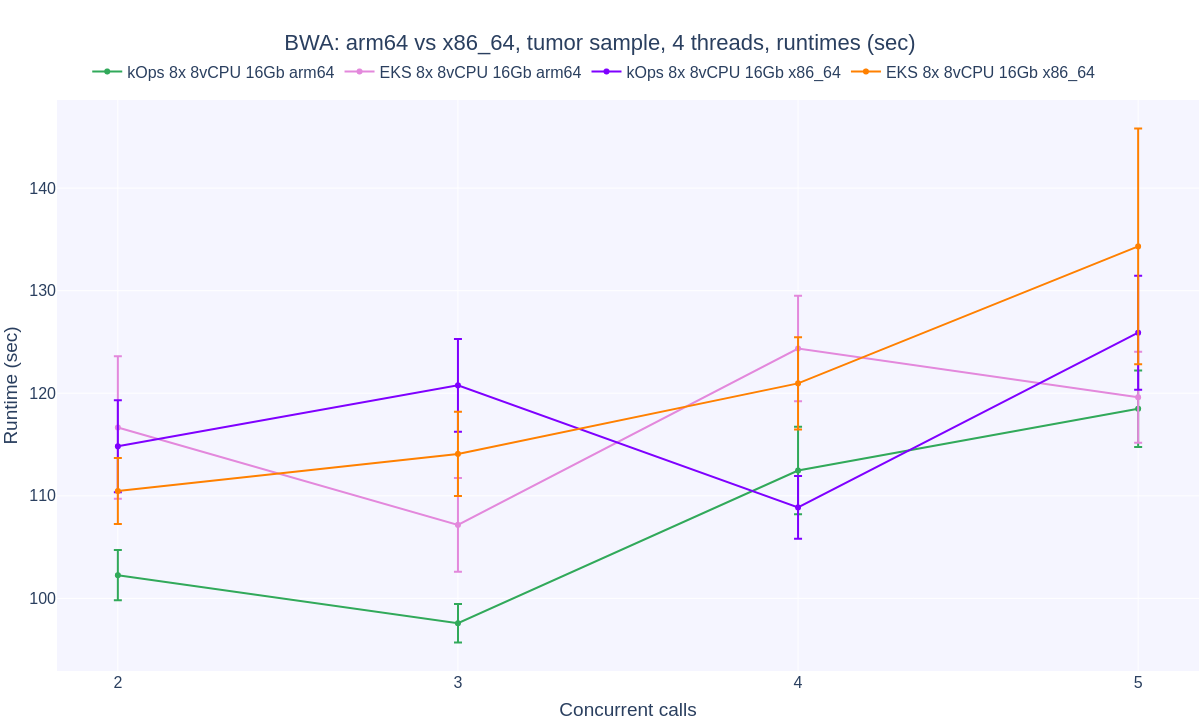 BWA: arm64 vs x86_64, tumor sample, 4 threads, runtimes (sec)
kOps 8x 8vCPU 16Gb arm64 EKS 8x 8vCPU 16Gb arm64 kOps 8x 8vCPU 16Gb x86_64 EKS 8x 8vCPU 16Gb x86_64
140
130
120
110
100
Runtime (sec)
2 3 4 5
Concurrent calls